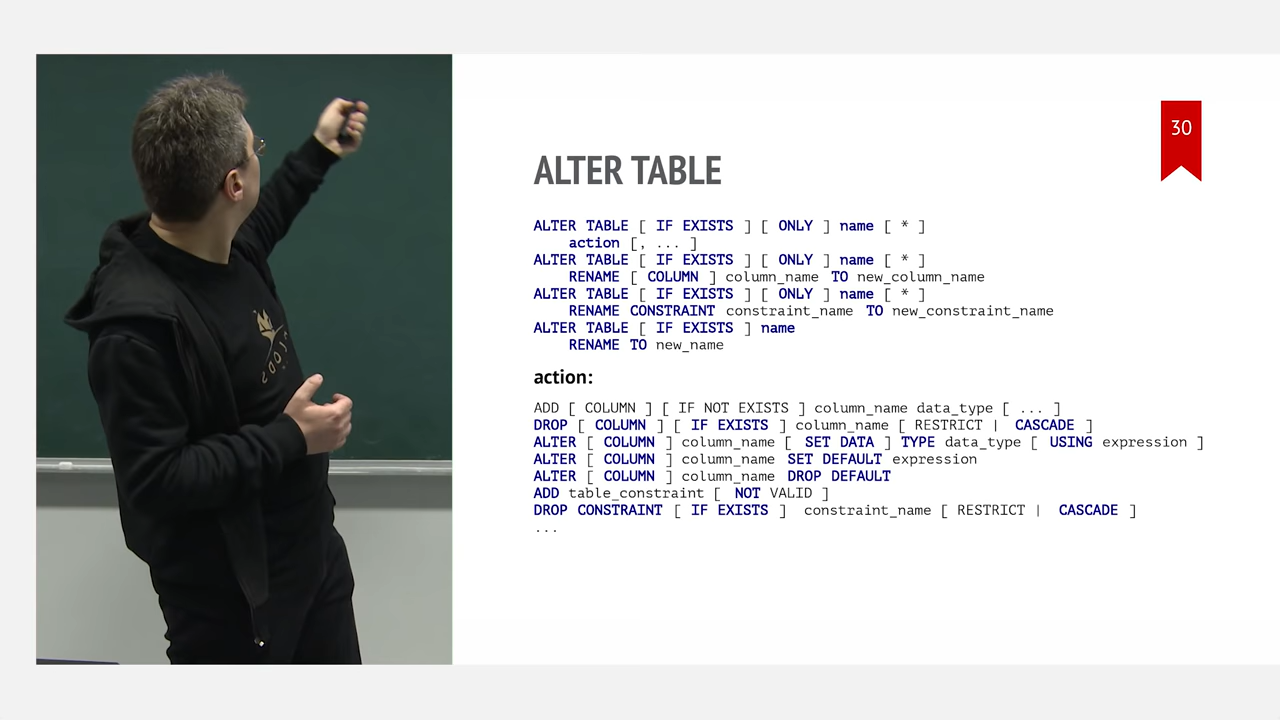 30
ALTER TABLE
ALTER TABLE [ IF EXISTS ] [ ONLY ] name [ * ]
action [, ... ]
ALTER TABLE [ IF EXISTS ] [ ONLY ] name [ * ]
RENAME [ COLUMN ] column_name TO new_column_name
ALTER TABLE [ IF EXISTS ] [ ONLY ] name [ * ]
RENAME CONSTRAINT constraint_name TO new_constraint_name
ALTER TABLE [ IF EXISTS ] name
RENAME TO new_name
action:
ADD [ COLUMN ] [ IF NOT EXISTS ] column_name data_type [ ... ]
DROP [ COLUMN ] [ IF EXISTS ] column_name [ RESTRICT | CASCADE ]
ALTER [ COLUMN ] column_name [ SET DATA ] TYPE data_type [ USING expression ]
ALTER [ COLUMN ] column_name SET DEFAULT expression
ALTER [ COLUMN ] column_name DROP DEFAULT
ADD table_constraint [ NOT VALID ]
DROP CONSTRAINT [ IF EXISTS ] constraint_name [ RESTRICT | CASCADE ]
...